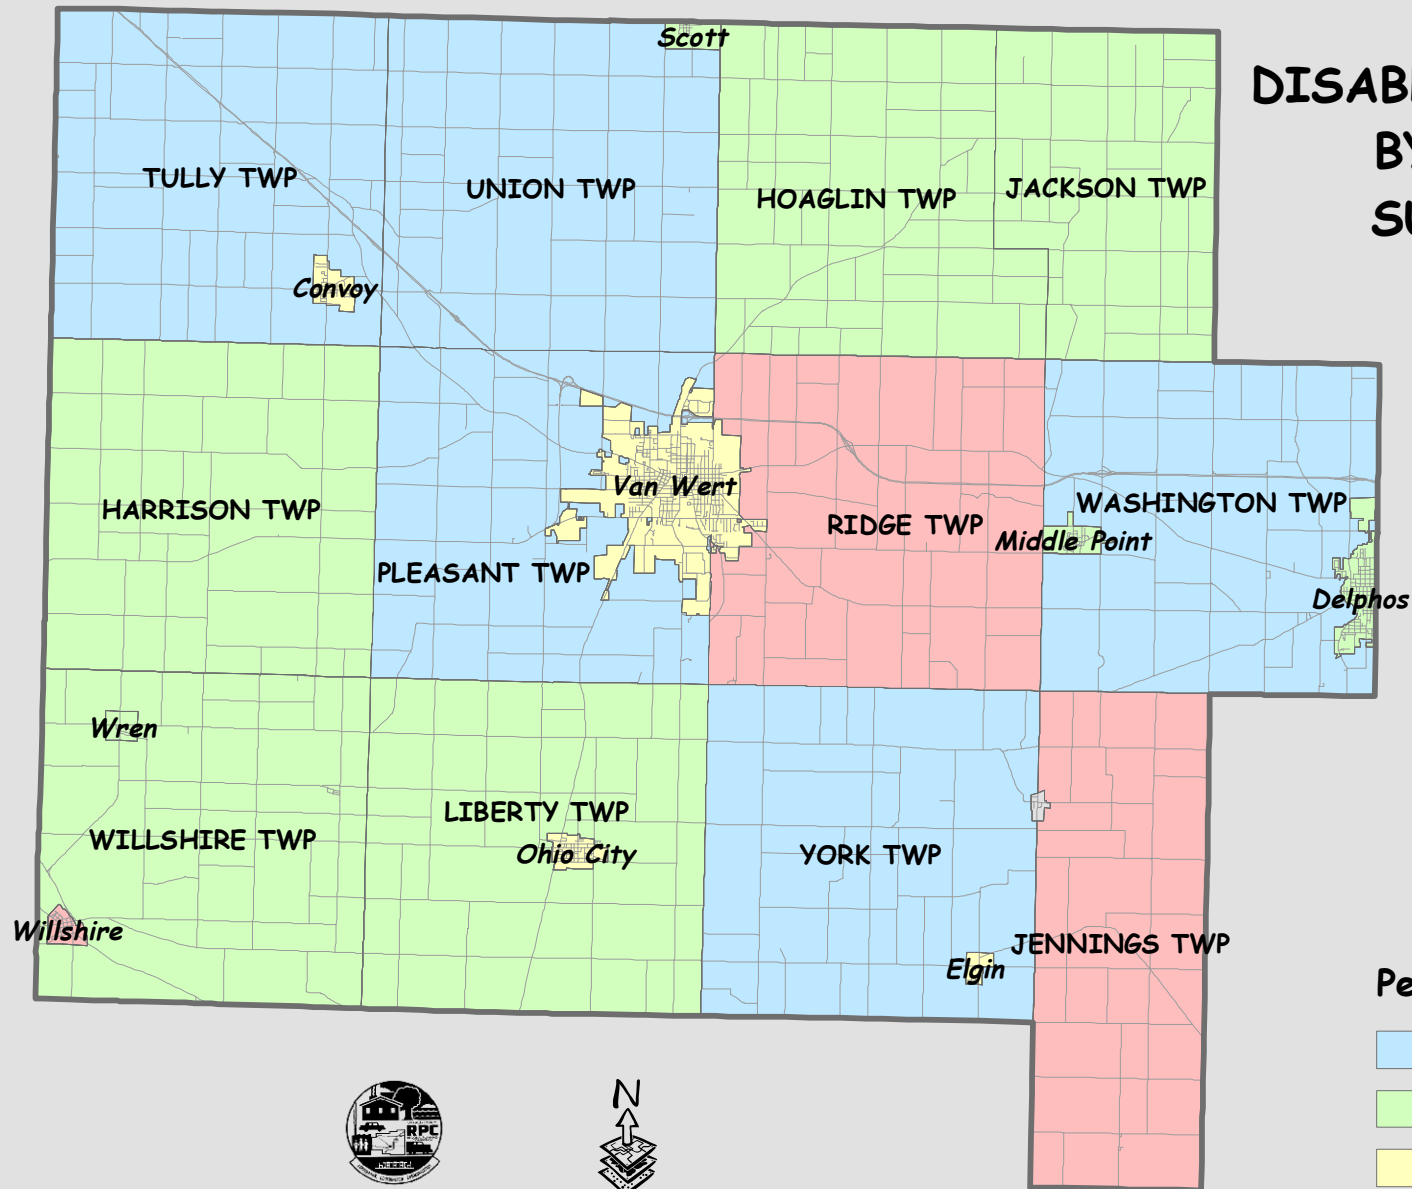 Scott
DISAB
BY
TULLY TWP
UNION TWP
HOAGLIN TWP
JACKSON TWP
SU
Convoy
Van Wert
HARRISON TWP
RIDGE TWP
WASHINGTON TWP
Middle Point
PLEASANT TWP
Delphos
Wren
LIBERTY TWP
WILLSHIRE TWP
Ohio City
YORK TWP
Willshire
JENNINGS TWP
Elgin
Pe
N
RPC